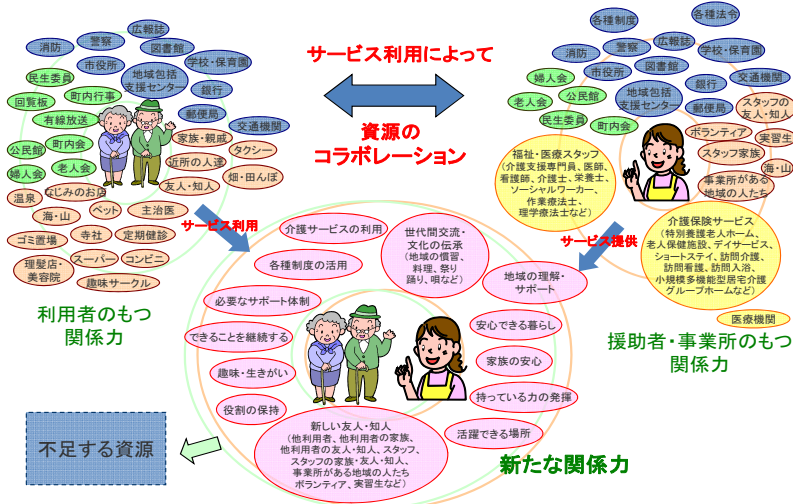 広報誌
消防
警察
図書館
市役所
学校・保育園
民生委員
地域包括
支援センター
銀行
回覧板
町内行事
郵便局
有線放送
交通機関
公民館
町内会
家族・親戚
タクシー
近所の人達
婦人会
老人会
友人・知人
畑・田んぼ
温泉
なじみのお店
海・山
ペット
主治医
ゴミ置場
寺社
定期健診
理髪店・
美容院
スーパー
コンビニ
趣味サークル
利用者のもつ
関係力
サービス利用によって
資源の
コラボレーション
各種制度
各種法令
広報誌
消防
警察
学校・保育園
図書館
婦人会
市役所
交通機関
銀行
老人会
公民館
地域包括
支援センター
郵便局
スタッフの
友人・知人
民生委員
町内会
ボランティア
実習生
スタッフ家族
海・山
事業所がある
地域の人たち
福祉・医療スタッフ
(介護支援専門員、医師、
看護師、介護士、栄養士、
ソーシャルワーカー、
作業療法士、
理学療法士など)
介護保険サービス
(特別養護老人ホーム、
老人保健施設、デイサービス、
ショートステイ、訪問介護、
訪問看護、訪問入浴、
小規模多機能型居宅介護
グループホームなど)
医療機関
援助者・事業所のもつ
関係力
サービス利用
サービス提供
介護サービスの利用
世代間交流・
文化の伝承
(地域の慣習、
料理、祭り
踊り、唄など)
各種制度の活用
地域の理解・
サポート
必要なサポート体制
安心できる暮らし
できることを継続する
家族の安心
趣味・生きがい
持っている力の発揮
役割の保持
活躍できる場所
新しい友人・知人
(他利用者、他利用者の家族、
他利用者の友人・知人、スタッフ、
スタッフの家族・友人・知人、
事業所がある地域の人たち
ボランティア、実習生など)
新たな関係力
不足する資源